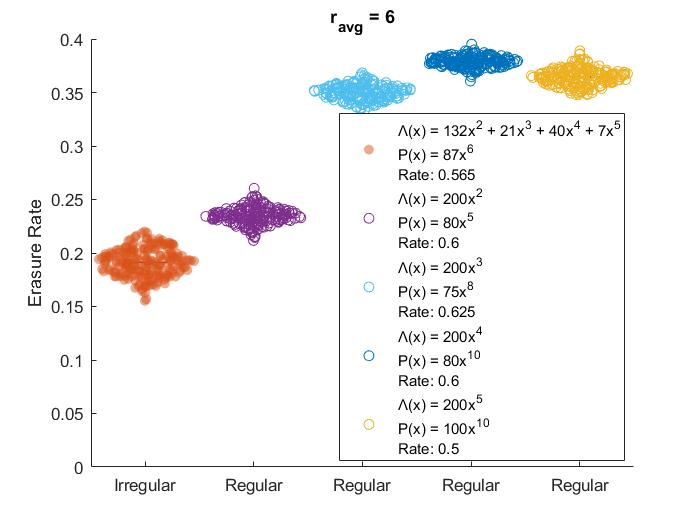 r_avg = 6
Erasure Rate
0.4
0.35
0.3
0.25
0.2
0.15
0.1
0.05
0
Λ(x) = 132x^2 + 21x^3 + 40x^4 + 7x^5
P(x) = 87x^6
Rate: 0.565
Λ(x) = 200x^2
P(x) = 80x^5
Rate: 0.6
Λ(x) = 200x^3
P(x) = 75x^8
Rate: 0.625
Λ(x) = 200x^4
P(x) = 80x^10
Rate: 0.6
Λ(x) = 200x^5
P(x) = 100x^10
Rate: 0.5
Irregular Regular Regular Regular Regular